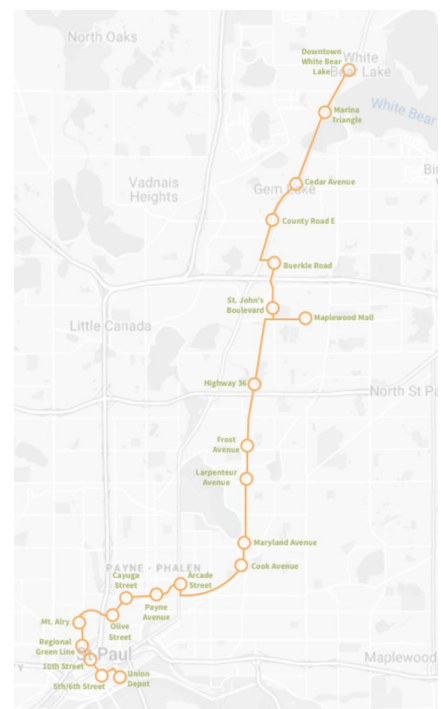 North Oaks
Downtown
White Bear
Lake
White
Bear Lake
White Bear
Marina
Triangle
Vadnais
Heights
Cedar Avenue
Gem Lake
County Road E
Buerkle Road
St. John's
Boulevard
Maplewood Mall
Little Canada
Highway 36
North St Pa
Frost
Avenue
Larpenteur
Avenue
Maryland Avenue
Cook Avenue
PAYNE - PHALEN
Cayuga
Street
Arcade
Street
Payne
Avenue
Mt. Airy
Olive
Street
Regional
Green Line
St Paul
10th Street
Maplewood
Union
Depot
5th/6th Street